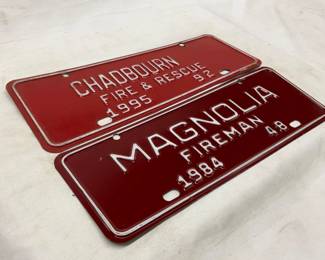 CHADBOURN
FIRE & RESCUE
1995 92
MAGNOLIA
FIREMAN
1984 48